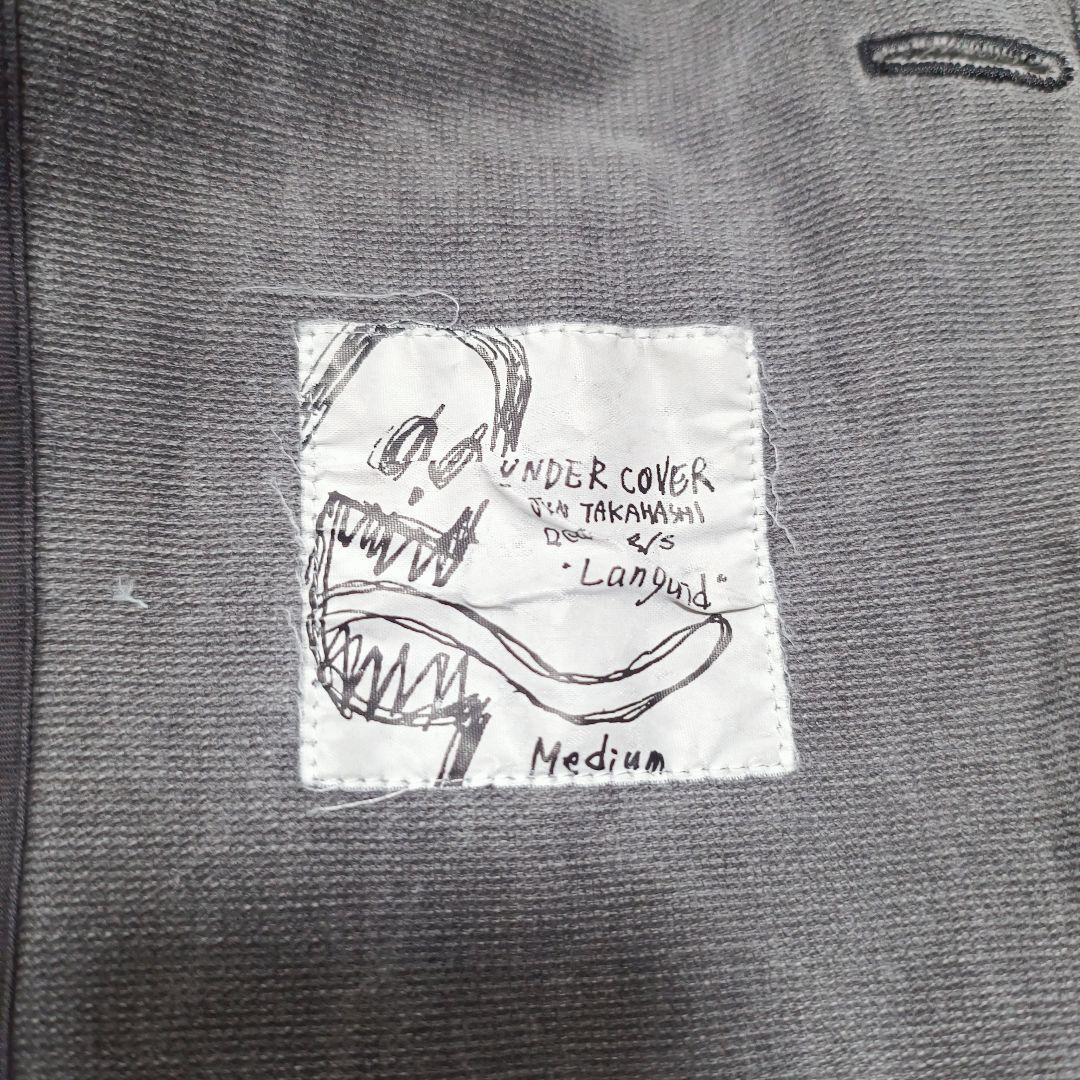 UNDER COVER
JUN TAKAHASHI
S/S
"Languid"
Medium